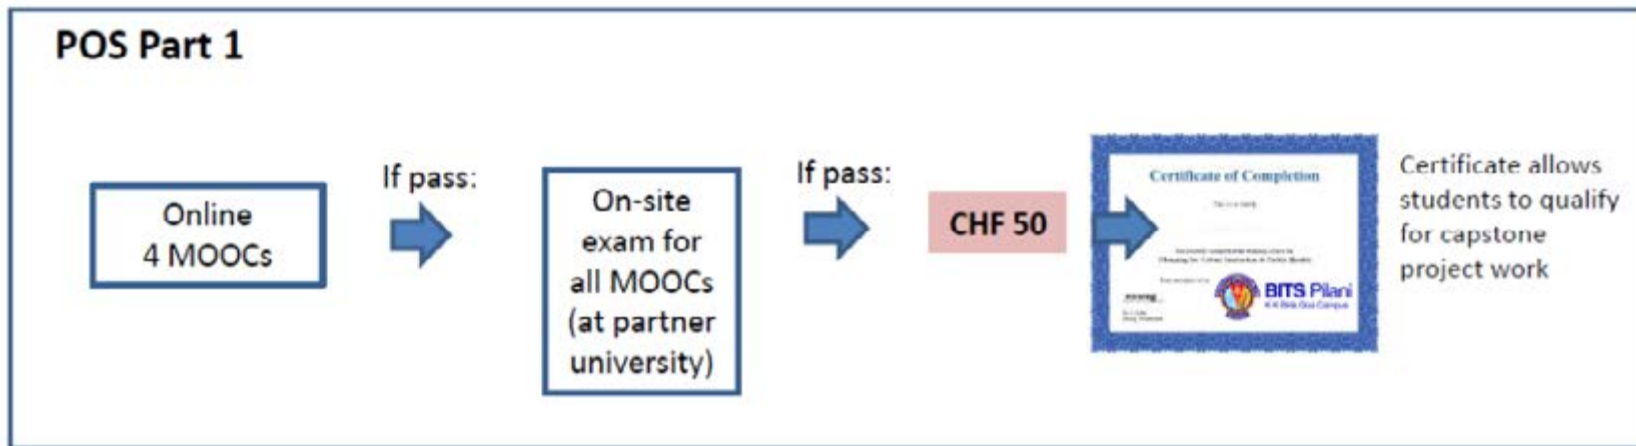 POS Part 1
Online
4 MOOCs
If pass:
On-site
exam for
all MOOCs
(at partner
university)
If pass:
CHF 50
Certificate of Completion
BITS Pilani
Certificate allows
students to qualify
for capstone
project work